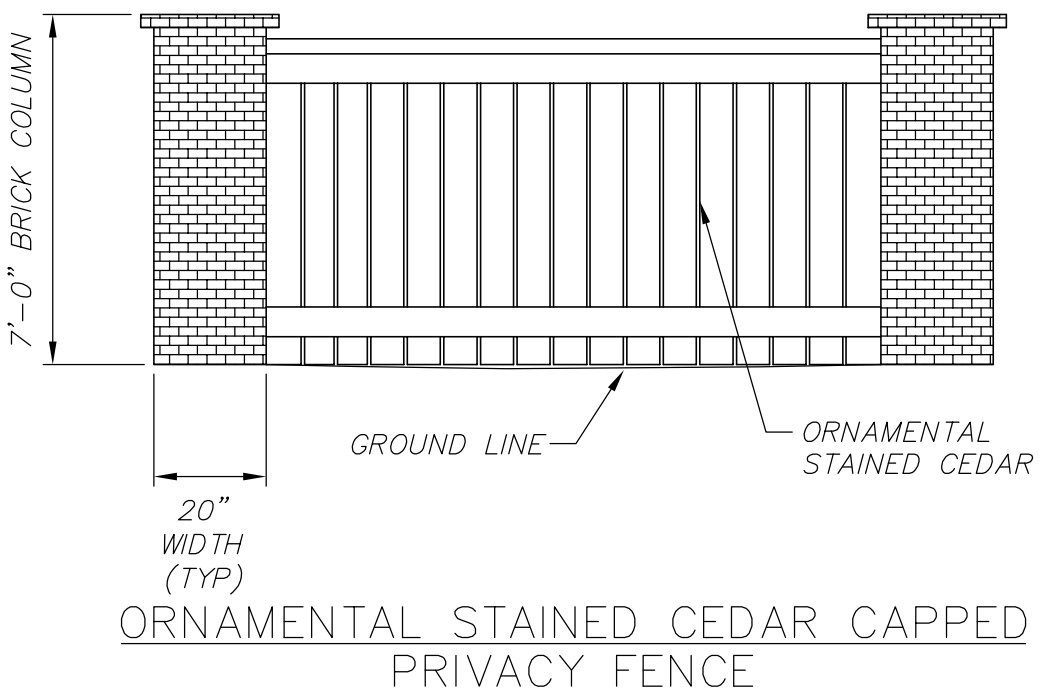 7'-0" BRICK COLUMN
GROUND LINE
ORNAMENTAL
STAINED CEDAR
20"
WIDTH
(TYP)
ORNAMENTAL STAINED CEDAR CAPPED
PRIVACY FENCE